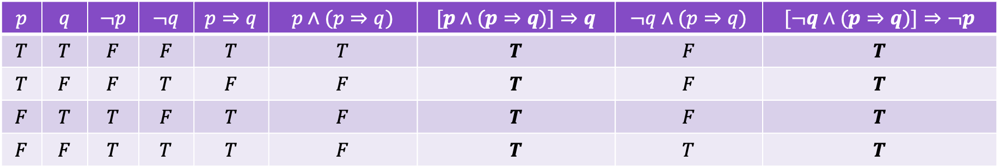 p q ¬p ¬q p ⇒ q p ∧ (p ⇒ q) [p ∧ (p ⇒ q)] ⇒ q ¬q ∧ (p ⇒ q) [¬q ∧ (p ⇒ q)] ⇒ ¬p
T T F F T T T F T
T F F T F F T F T
F T T F T F T F T
F F T T T F T T T